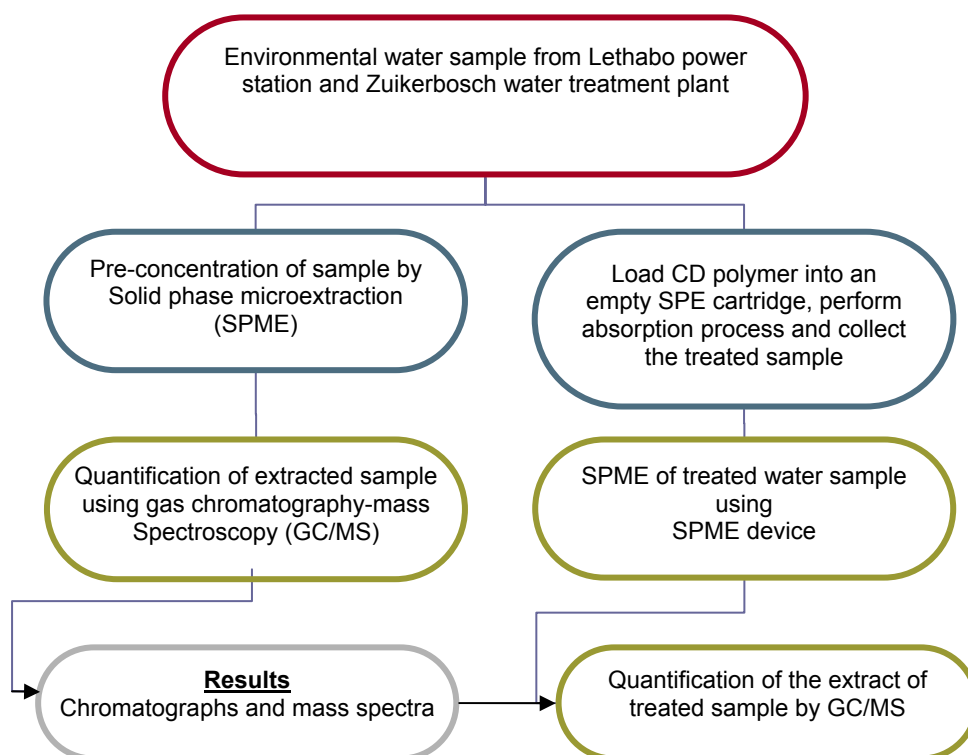 Environmental water sample from Lethabo power
station and Zuikerbosch water treatment plant
Pre-concentration of sample by
Solid phase microextraction
(SPME)
Load CD polymer into an
empty SPE cartridge, perform
absorption process and collect
the treated sample
Quantification of extracted sample
using gas chromatography-mass
Spectroscopy (GC/MS)
SPME of treated water sample
using
SPME device
Results
Chromatographs and mass spectra
Quantification of the extract of
treated sample by GC/MS